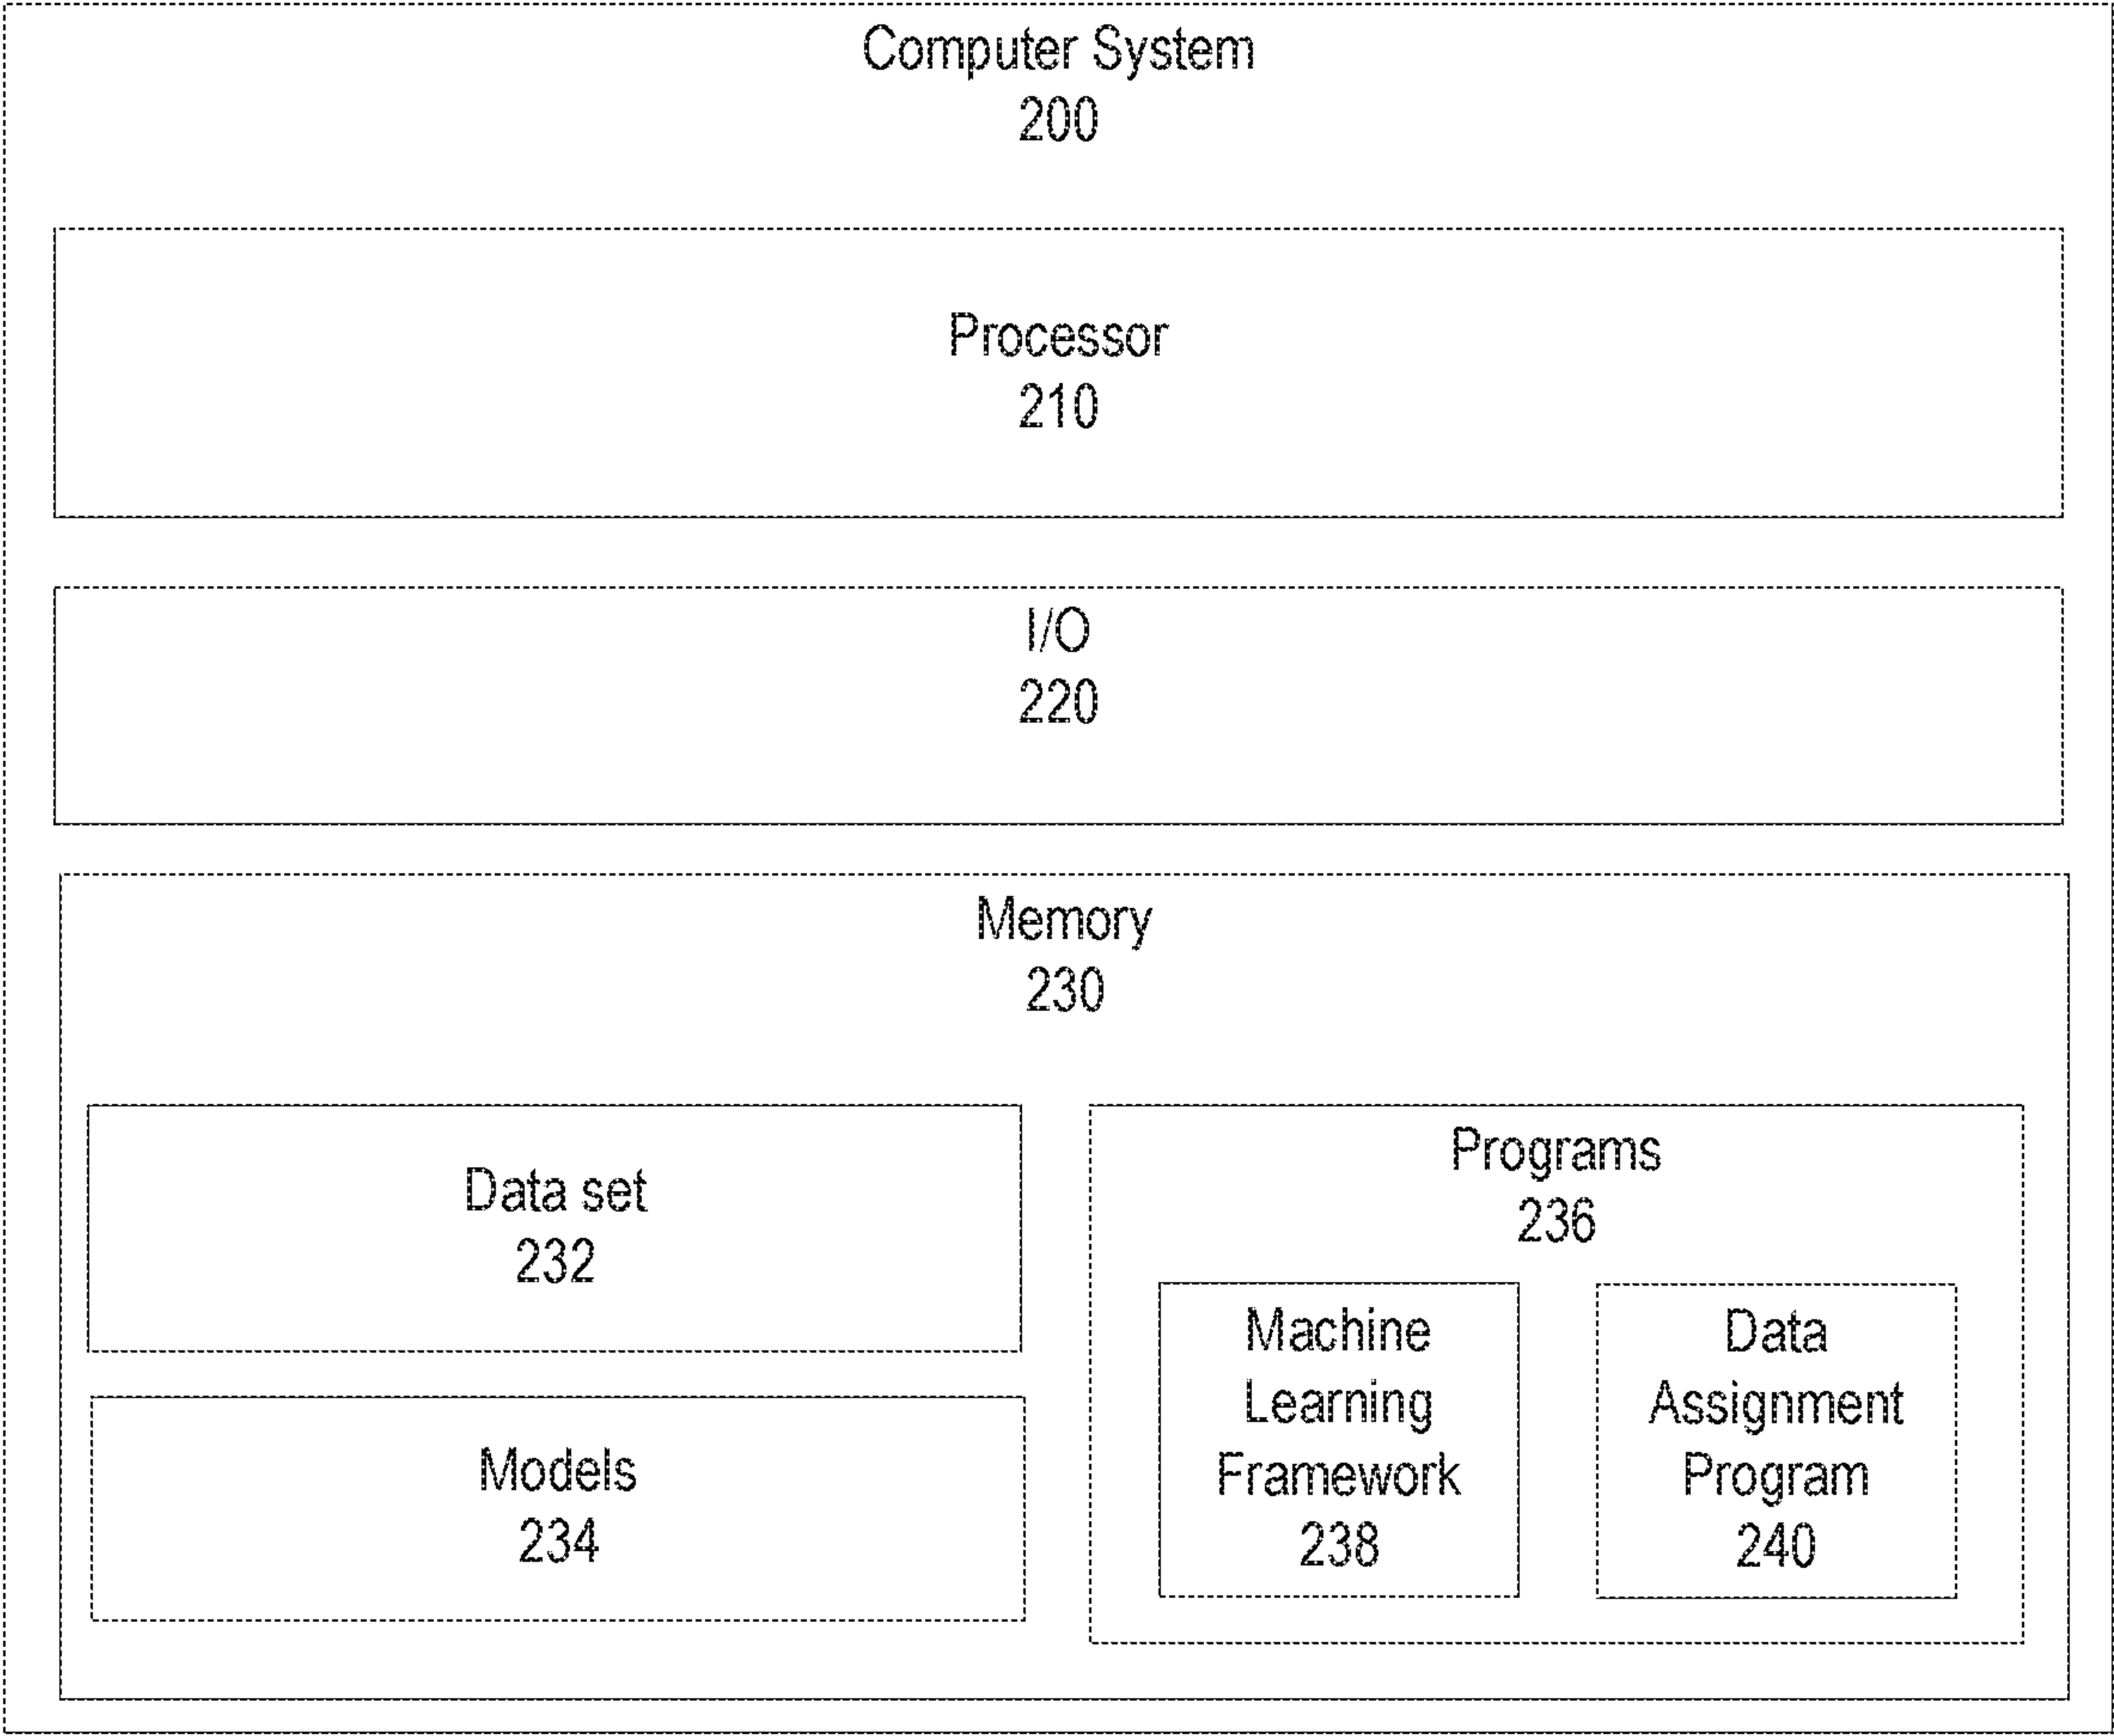 Computer System
200
Processor
210
I/O
220
Memory
230
Data set
232
Models
234
Programs
236
Machine
Learning
Framework
238
Data
Assignment
Program
240